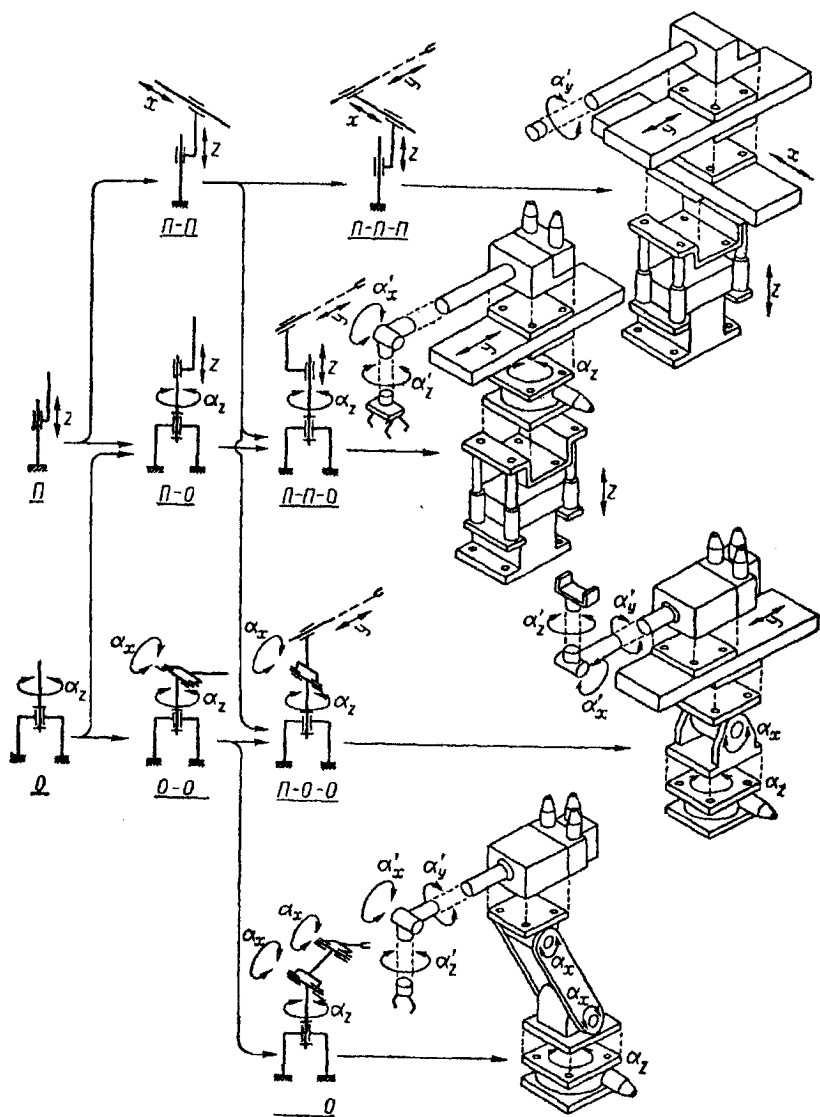 x
z
П-П
y
x
z
П-П-П
α'y
y
x
z
z
П
z
αz
П-О
y
z
αz
П-П-О
α'x
α'z
y
αz
z
αz
О
αx
αz
О-О
αx
y
αz
П-О-О
α'z
α'y
α'x
y
αx
αz
αx
αx
αz
О
α'x
α'y
α'z
αx
αx
αz